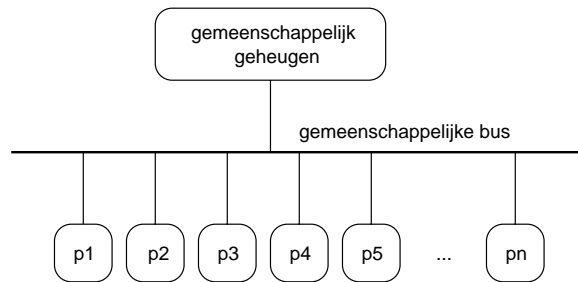 gemeenschappelijk
geheugen
gemeenschappelijke bus
p1 p2 p3 p4 p5 ... pn